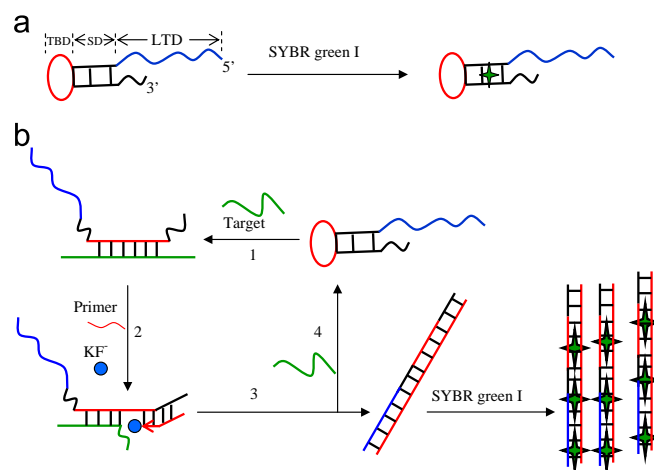 a
TBD SD LTD
5’
3’
SYBR green I
b
Target
1
Primer
2
KF⁻
4
3
SYBR green I